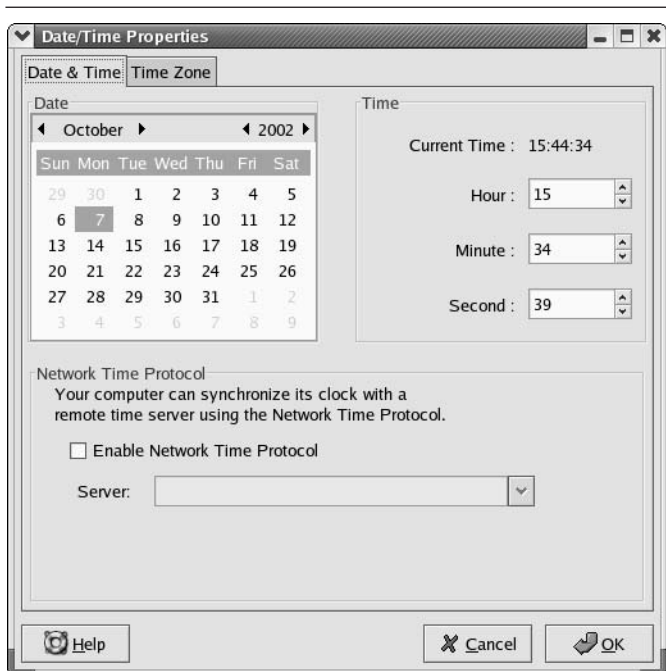 Date/Time Properties
Date & Time Time Zone
Date
October 2002
Sun Mon Tue Wed Thu Fri Sat
29 30 1 2 3 4 5
6 7 8 9 10 11 12
13 14 15 16 17 18 19
20 21 22 23 24 25 26
27 28 29 30 31 1 2
3 4 5 6 7 8 9
Time
Current Time : 15:44:34
Hour : 15
Minute : 34
Second : 39
Network Time Protocol
Your computer can synchronize its clock with a
remote time server using the Network Time Protocol.
Enable Network Time Protocol
Server:
Help Cancel OK